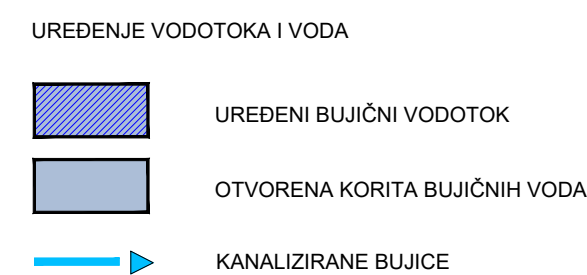 UREĐENJE VODOTOKA I VODA
UREĐENI BUJIČNI VODOTOK
OTVORENA KORITA BUJIČNIH VODA
KANALIZIRANE BUJICE